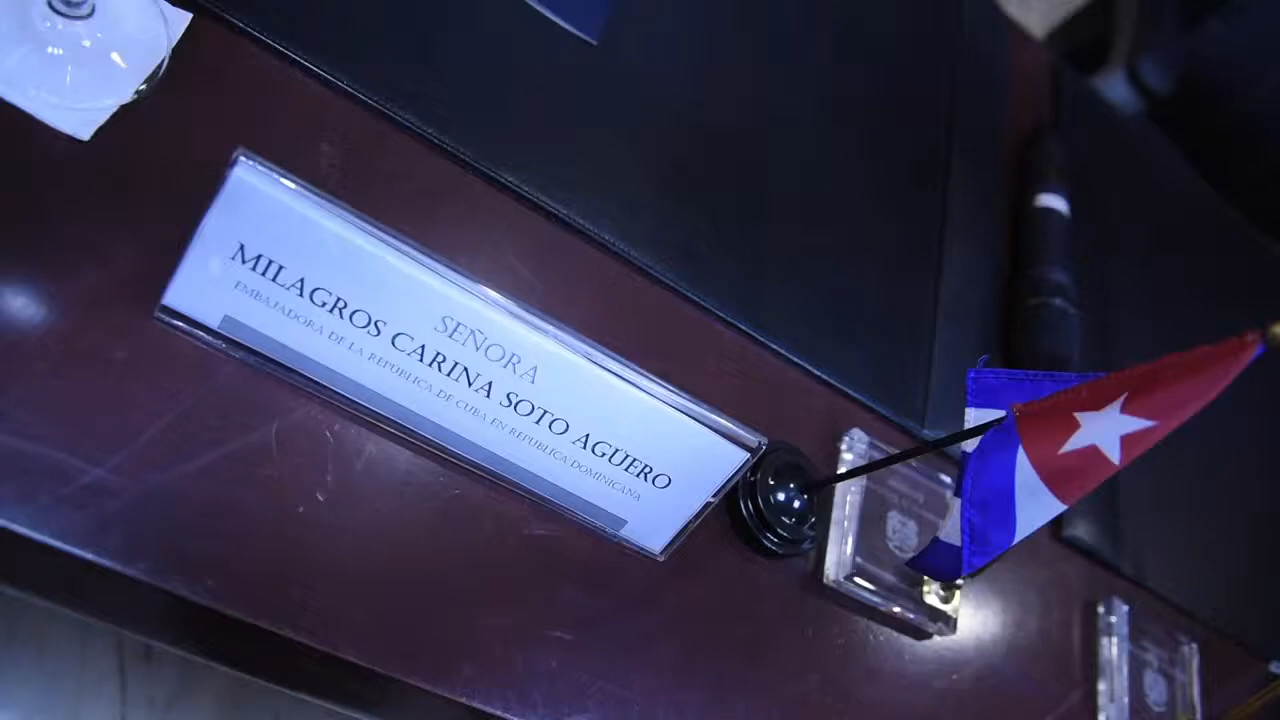 SEÑORA
MILAGROS CARINA SOTO AGÜERO
EMBAJADORA DE LA REPÚBLICA DE CUBA EN REPÚBLICA DOMINICANA